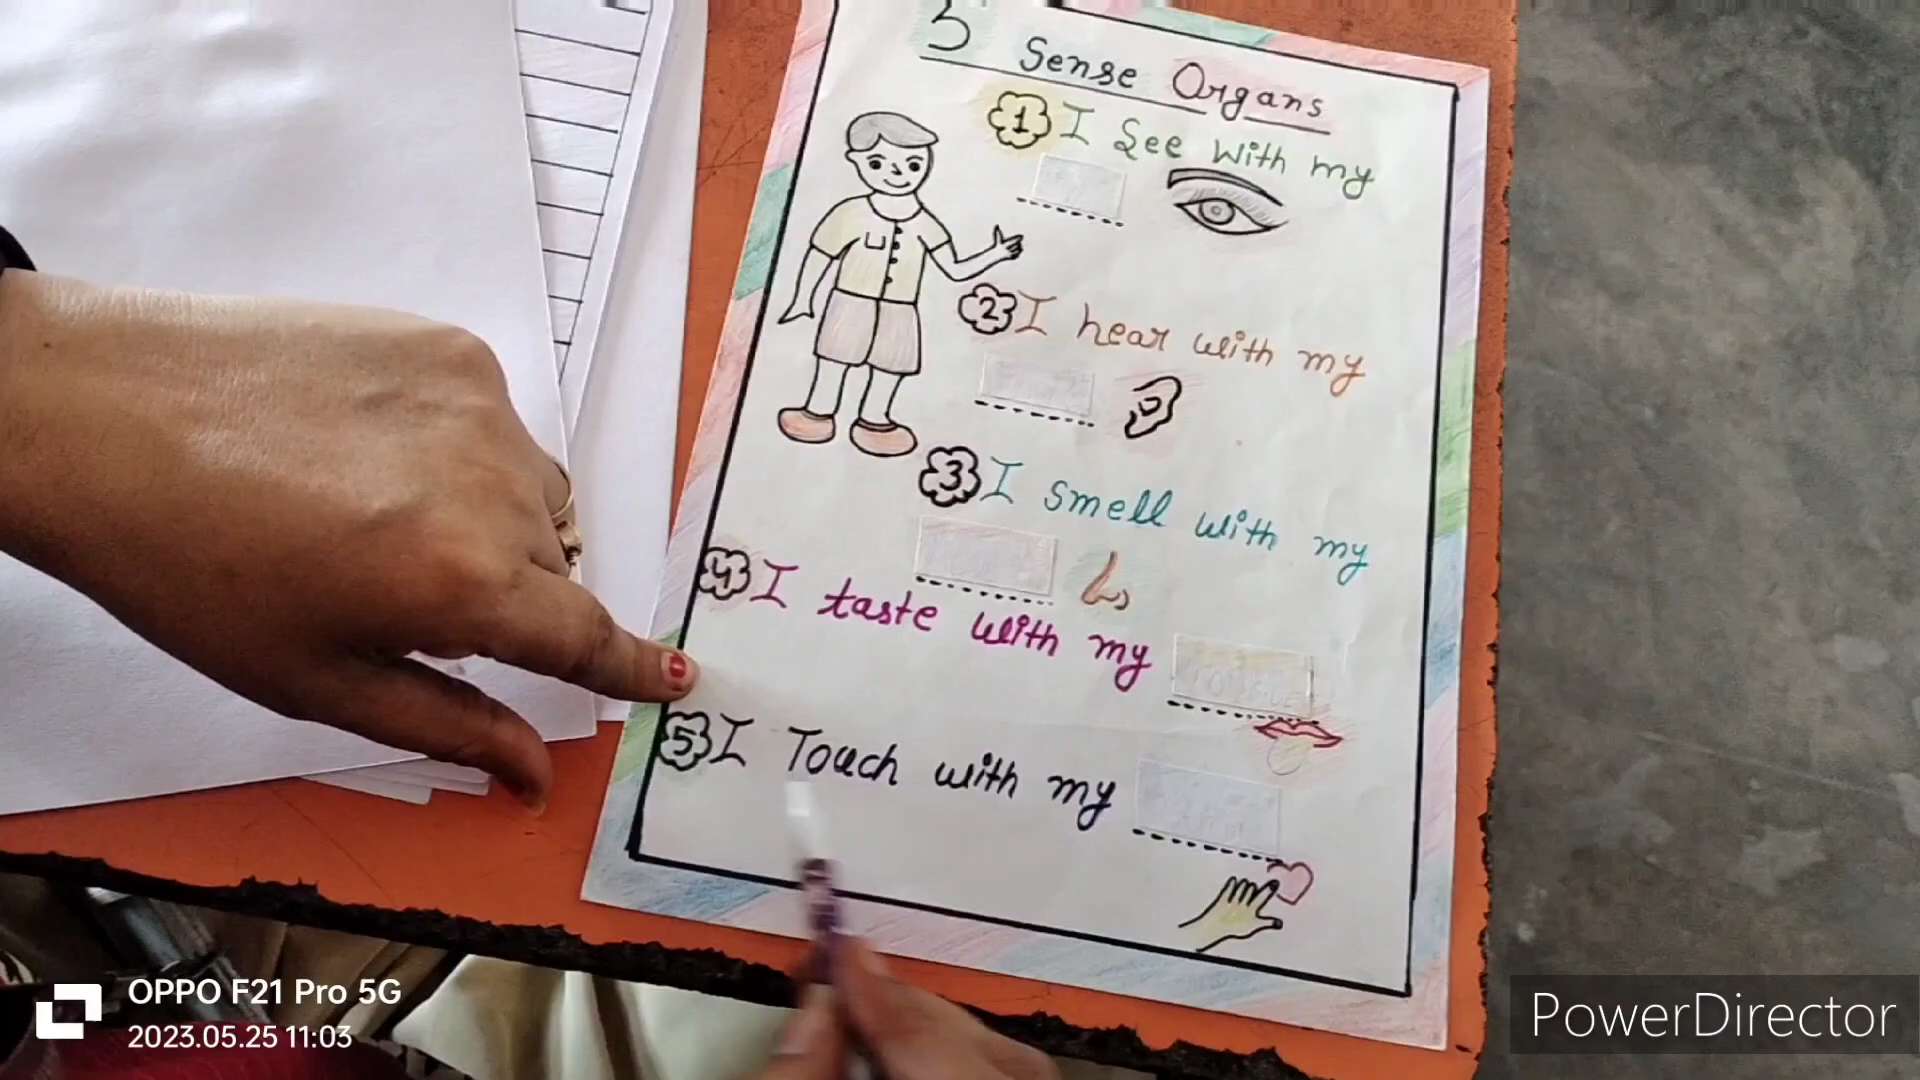 5 Sense Organs
1 I See with my
2 I hear with my
3 I smell with my
4 I taste with my
5 I Touch with my
OPPO F21 Pro 5G
2023.05.25 11:03
PowerDirector